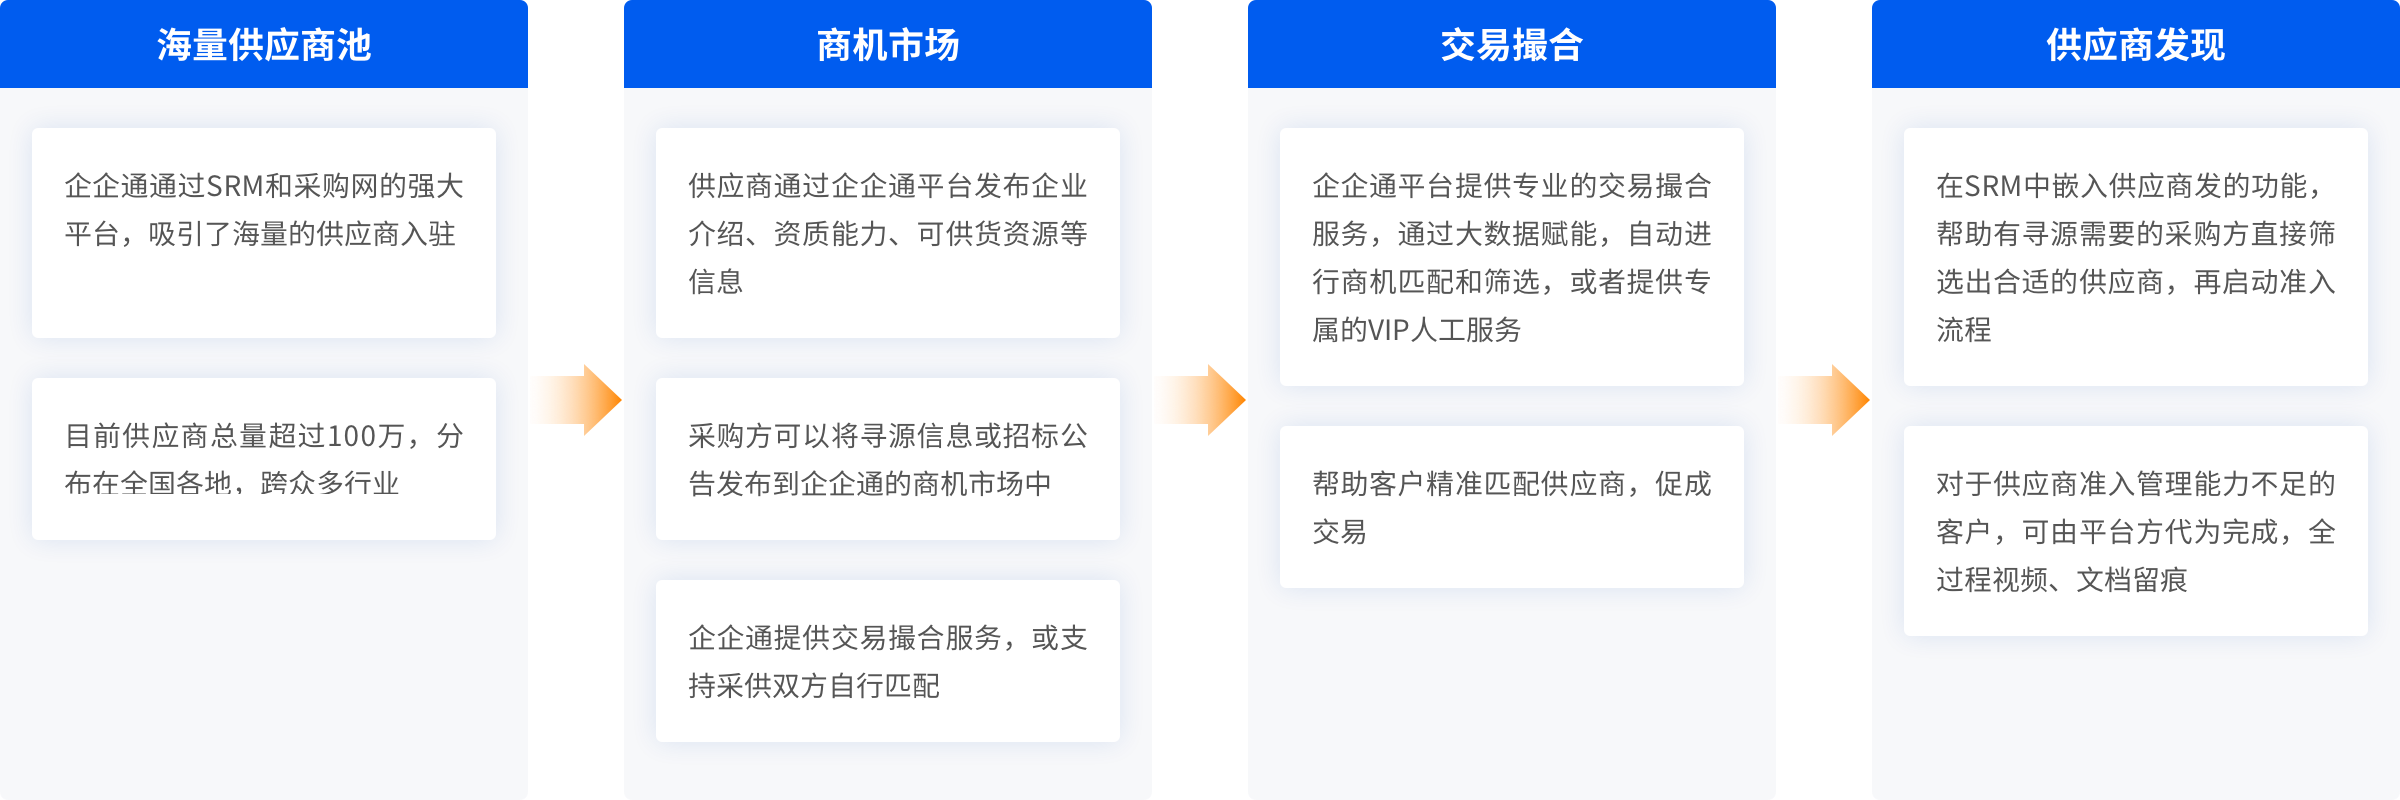 海量供应商池
企企通通过SRM和采购网的强大
平台，吸引了海量的供应商入驻
目前供应商总量超过100万，分
布在全国各地，跨众多行业
商机市场
供应商通过企企通平台发布企业
介绍、资质能力、可供货资源等
信息
采购方可以将寻源信息或招标公
告发布到企企通的商机市场中
企企通提供交易撮合服务，或支
持采供双方自行匹配
交易撮合
企企通平台提供专业的交易撮合
服务，通过大数据赋能，自动进
行商机匹配和筛选，或者提供专
属的VIP人工服务
帮助客户精准匹配供应商，促成
交易
供应商发现
在SRM中嵌入供应商发的功能，
帮助有寻源需要的采购方直接筛
选出合适的供应商，再启动准入
流程
对于供应商准入管理能力不足的
客户，可由平台方代为完成，全
过程视频、文档留痕